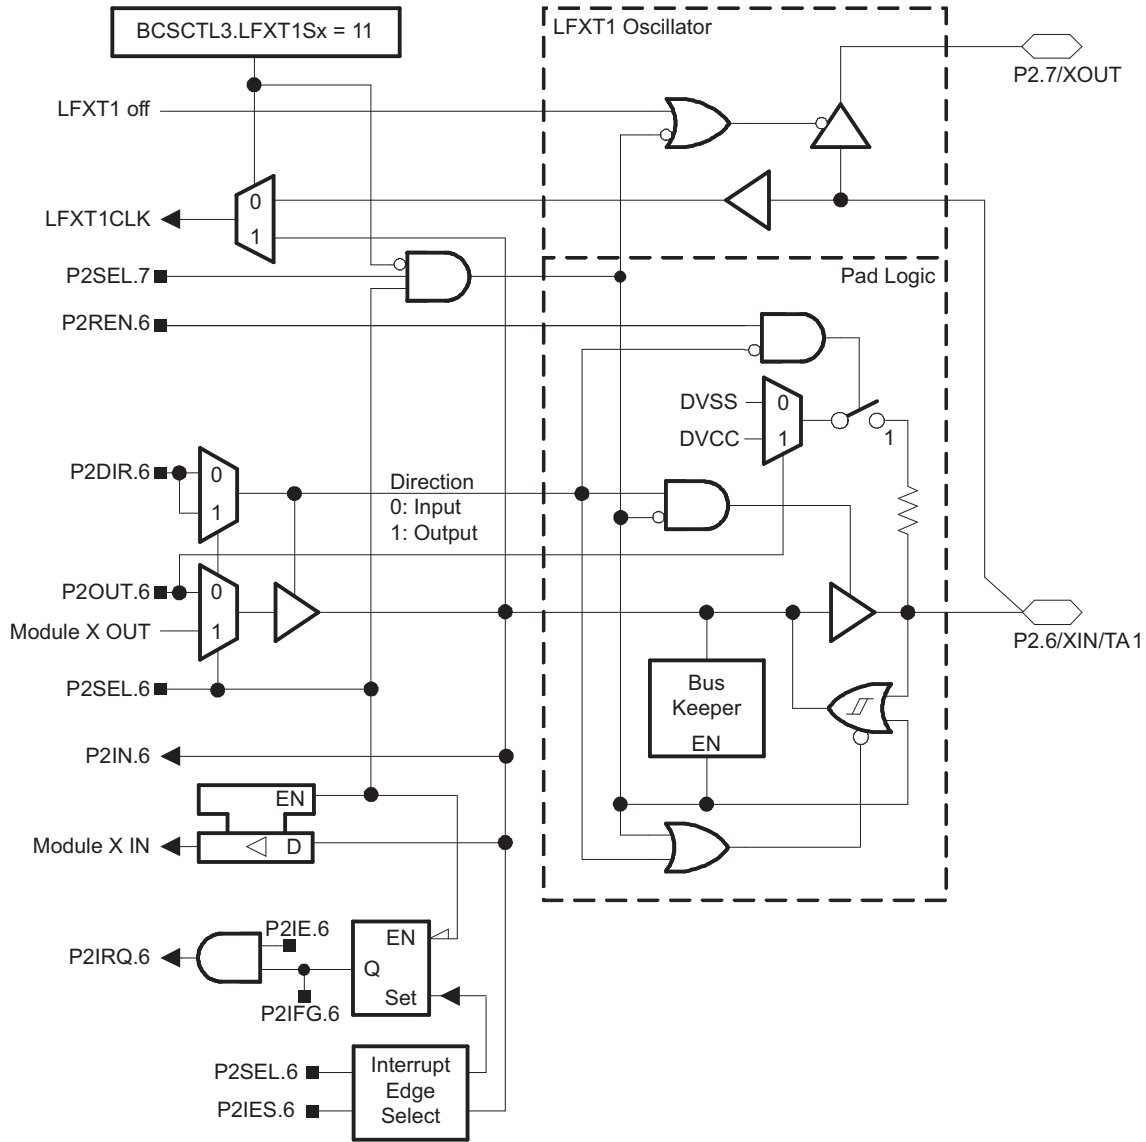 BCSCTL3.LFXT1Sx = 11
LFXT1 Oscillator
P2.7/XOUT
LFXT1 off
0
LFXT1CLK
1
P2SEL.7
Pad Logic
P2REN.6
DVSS
0
DVCC
1
1
P2DIR.6
0
1
Direction
0: Input
1: Output
P2OUT.6
0
Module X OUT
1
P2.6/XIN/TA1
P2SEL.6
Bus
Keeper
EN
P2IN.6
EN
Module X IN
D
P2IE.6
EN
P2IRQ.6
Q
Set
P2IFG.6
P2SEL.6
P2IES.6
Interrupt
Edge
Select